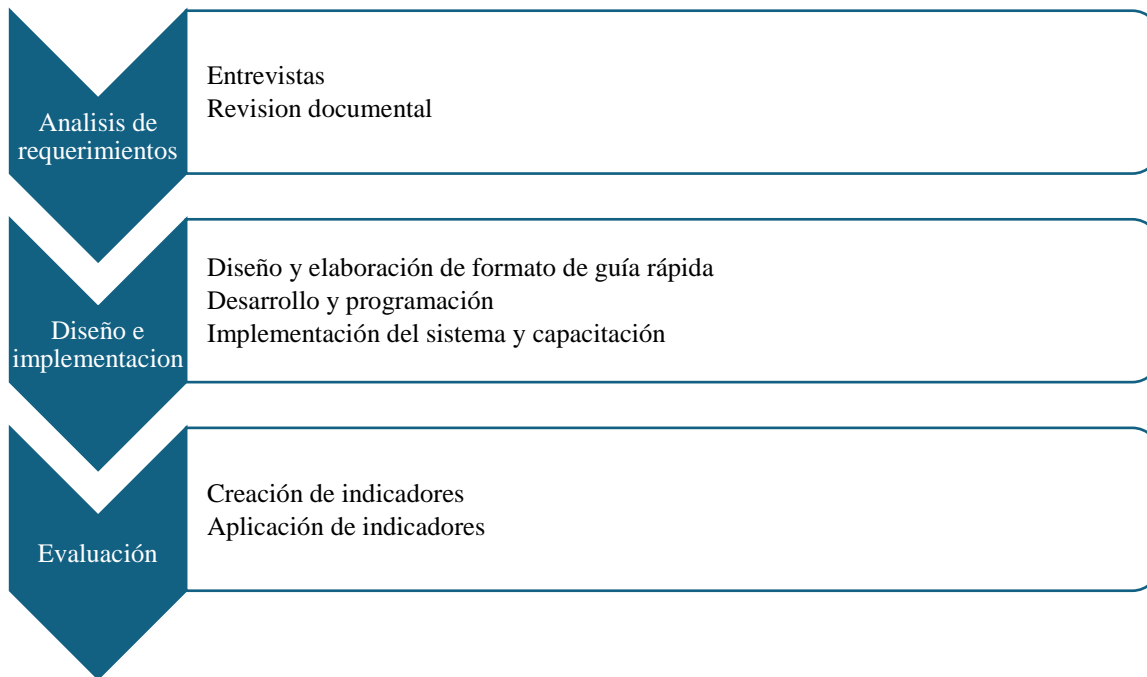 Analisis de
requerimientos
Entrevistas
Revision documental
Diseño e
implementacion
Diseño y elaboración de formato de guía rápida
Desarrollo y programación
Implementación del sistema y capacitación
Evaluación
Creación de indicadores
Aplicación de indicadores